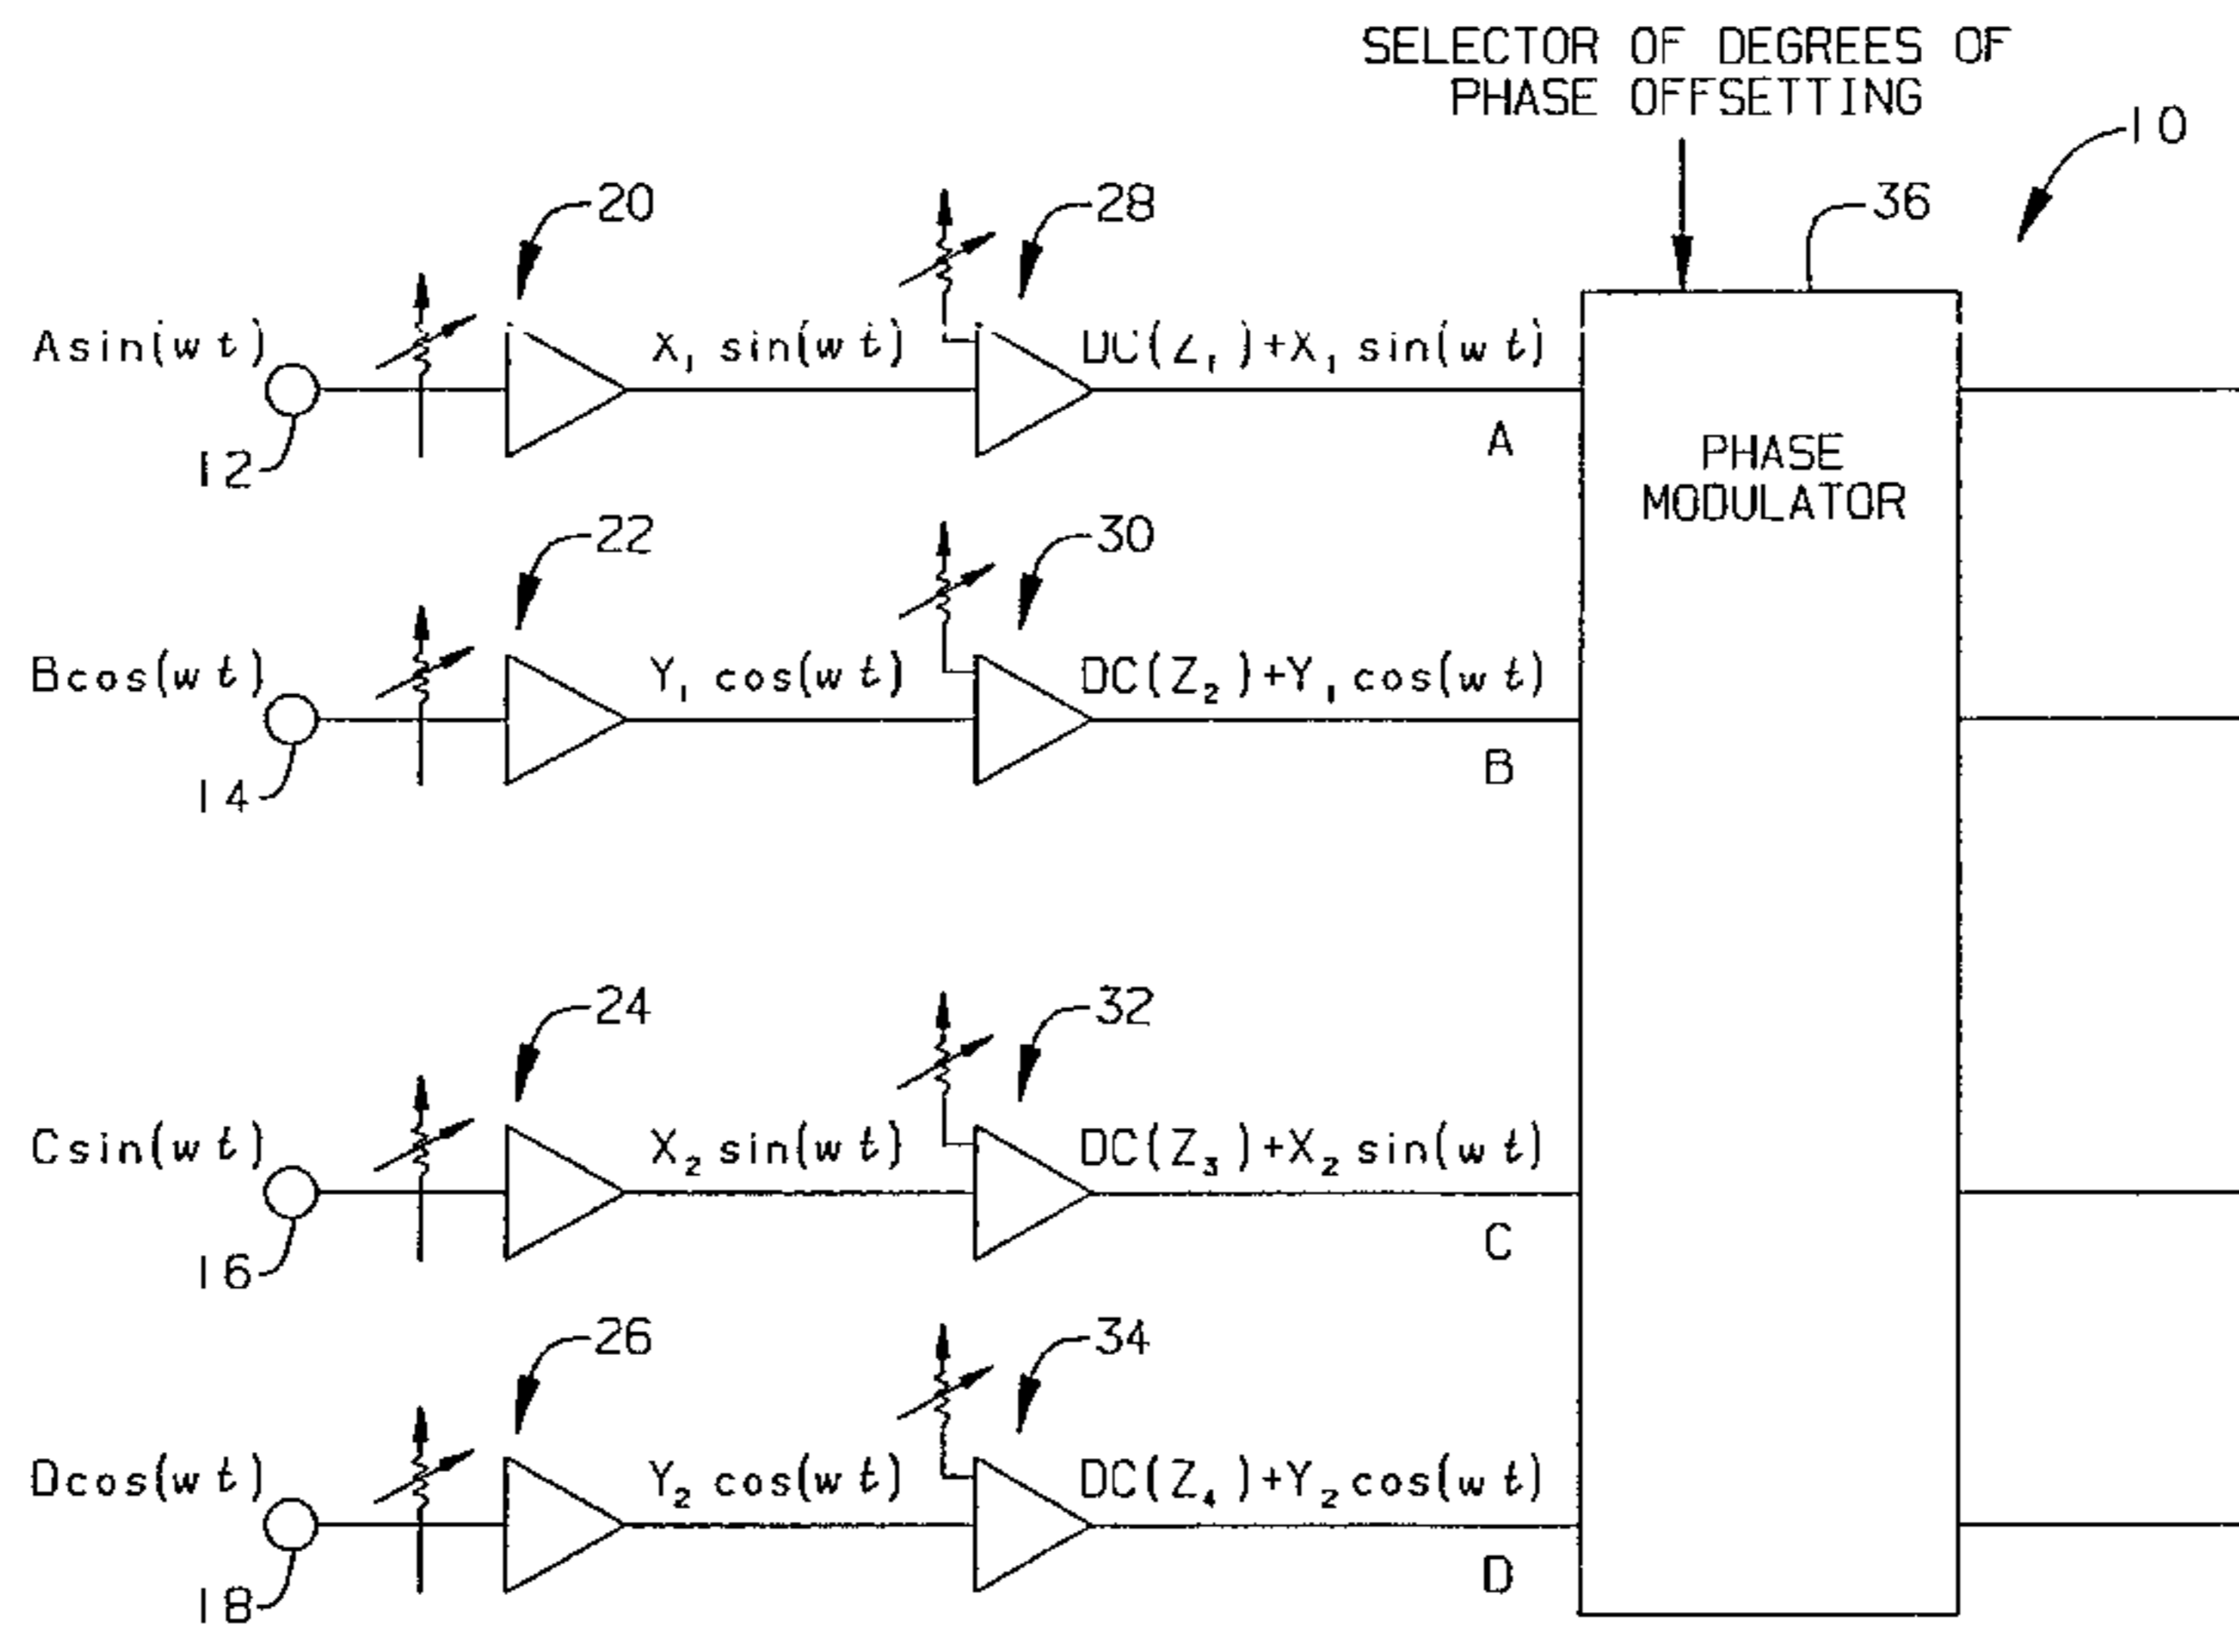 SELECTOR OF DEGREES OF
PHASE OFFSETTING
10
20
28
36
Asin(wt)
X₁ sin(wt)
DC(Z₁)+X₁ sin(wt)
12
A
PHASE
MODULATOR
22
30
Bcos(wt)
Y₁ cos(wt)
DC(Z₂)+Y₁ cos(wt)
14
B
24
32
Csin(wt)
X₂ sin(wt)
DC(Z₃)+X₂ sin(wt)
16
C
26
34
Dcos(wt)
Y₂ cos(wt)
DC(Z₄)+Y₂ cos(wt)
18
D